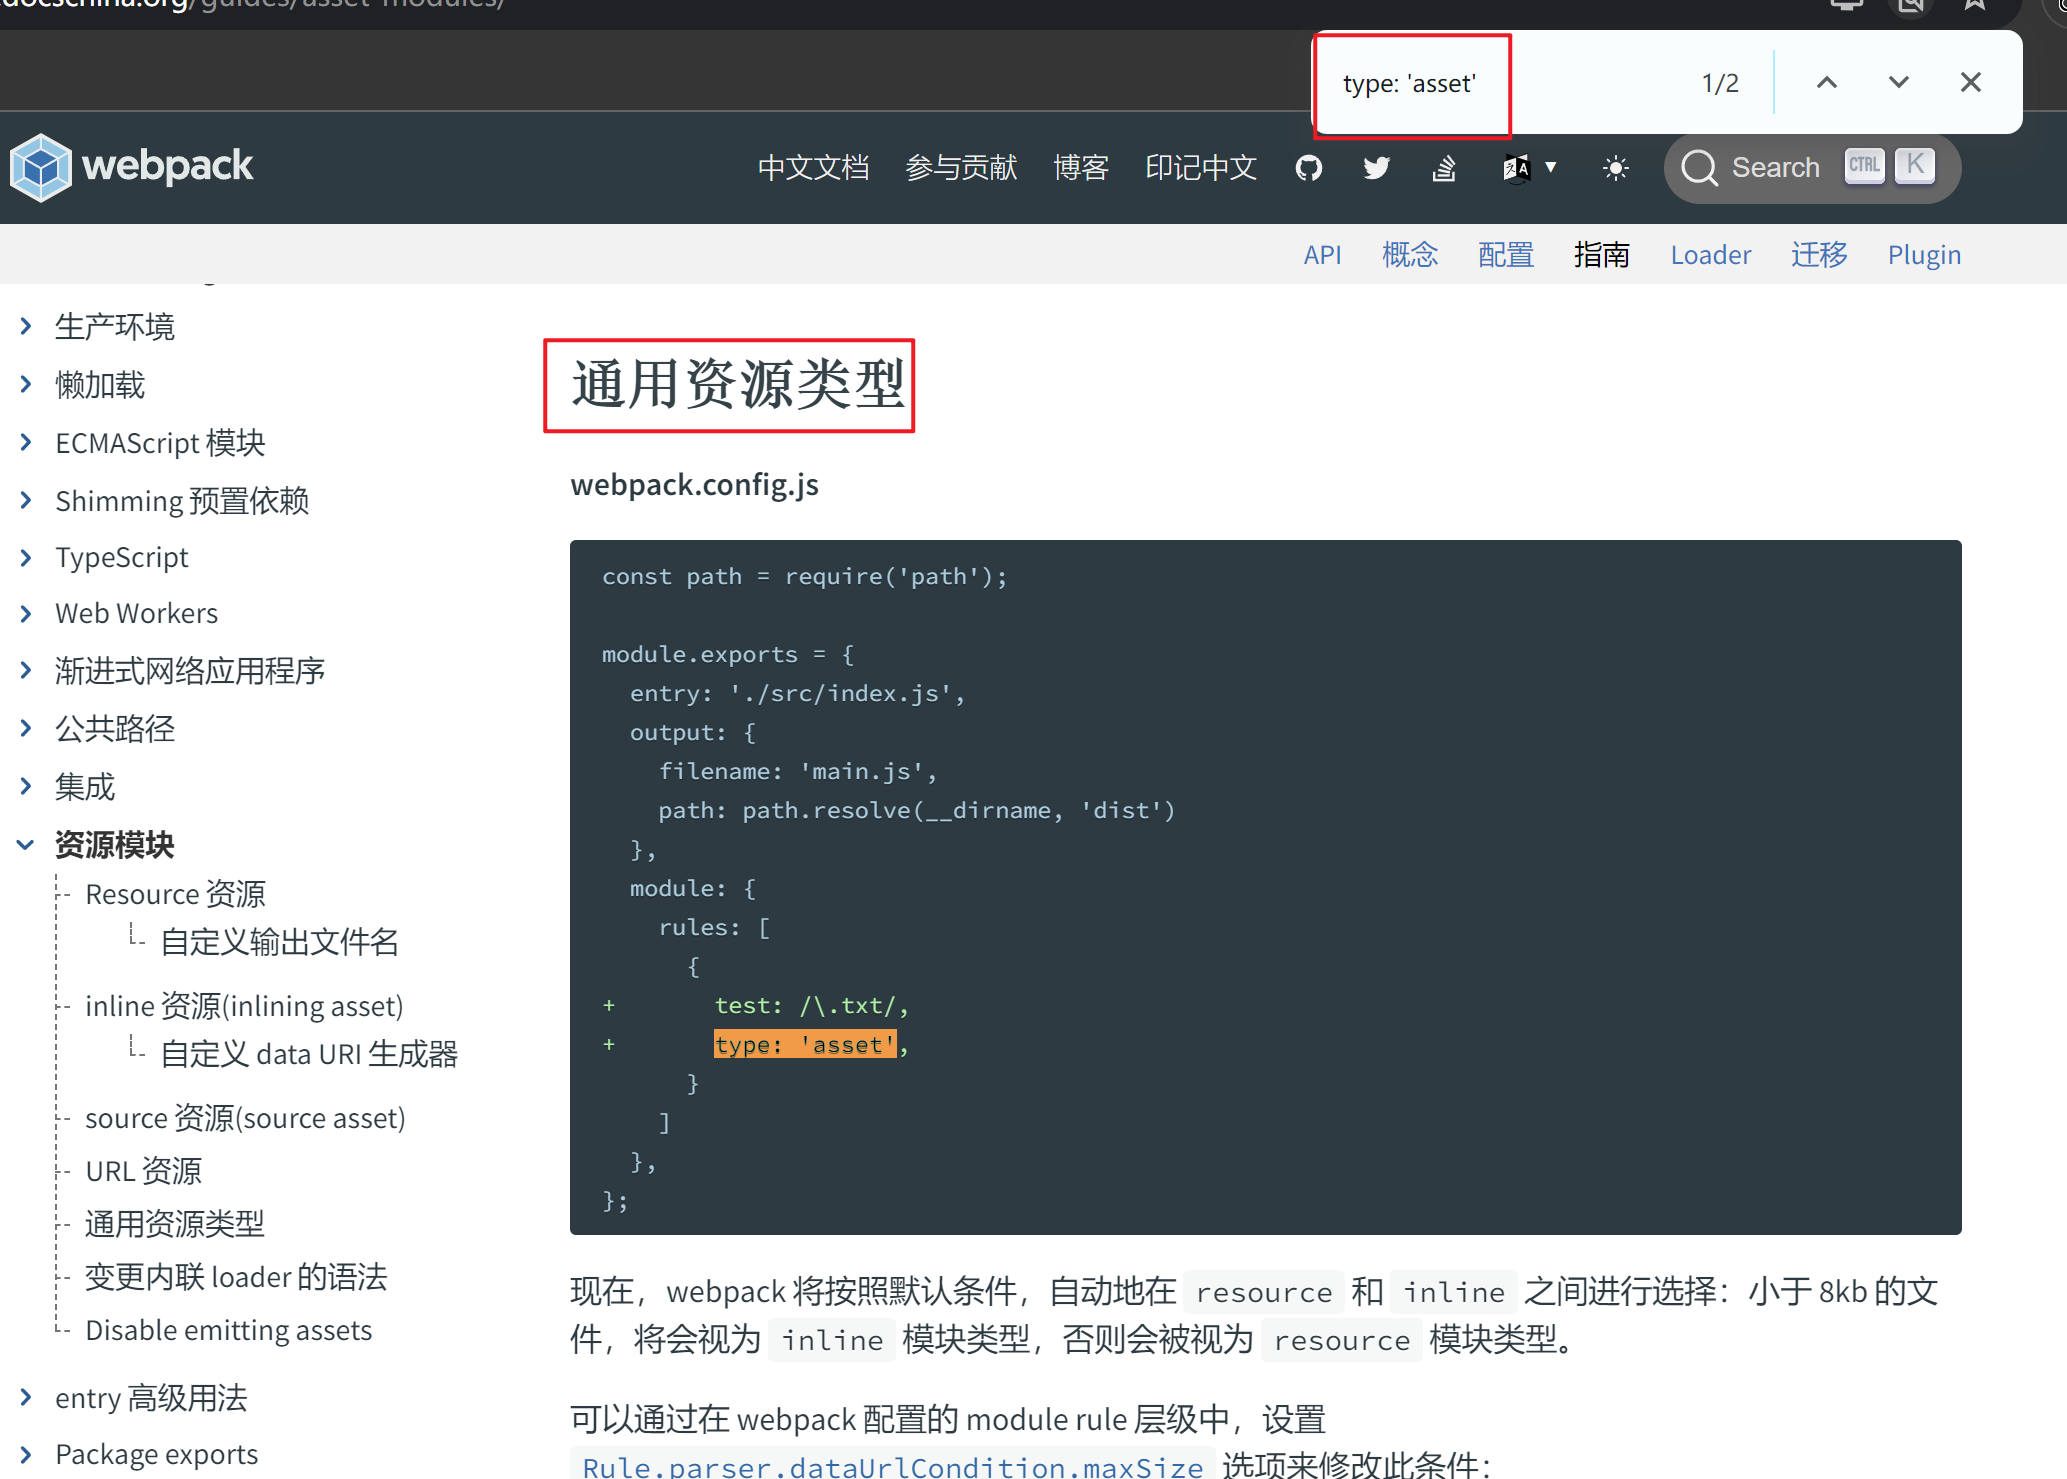 docschina.org/guides/asset-modules/
type: 'asset'
1/2
webpack
中文文档 参与贡献 博客 印记中文
Search CTRL K
API 概念 配置 指南 Loader 迁移 Plugin
生产环境
懒加载
ECMAScript 模块
Shimming 预置依赖
TypeScript
Web Workers
渐进式网络应用程序
公共路径
集成
资源模块
Resource 资源
自定义输出文件名
inline 资源(inlining asset)
自定义 data URI 生成器
source 资源(source asset)
URL 资源
通用资源类型
变更内联 loader 的语法
Disable emitting assets
entry 高级用法
Package exports
通用资源类型
webpack.config.js
const path = require('path');
module.exports = {
  entry: './src/index.js',
  output: {
    filename: 'main.js',
    path: path.resolve(__dirname, 'dist')
  },
  module: {
    rules: [
      {
+       test: /\.txt/,
+       type: 'asset',
      }
    ]
  },
};
现在，webpack 将按照默认条件，自动地在 resource 和 inline 之间进行选择：小于 8kb 的文
件，将会视为 inline 模块类型，否则会被视为 resource 模块类型。
可以通过在 webpack 配置的 module rule 层级中，设置
Rule.parser.dataUrlCondition.maxSize 选项来修改此条件：